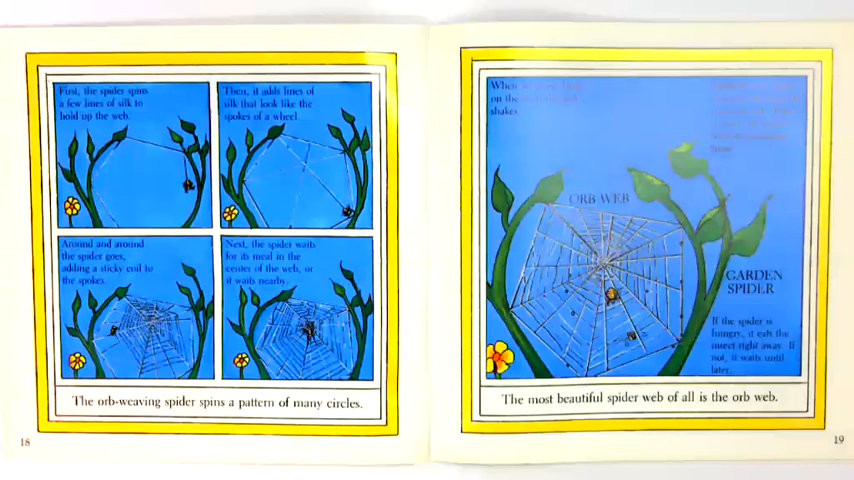 First, the spider spins
a few lines of silk to
hold up the web.
Then, it adds lines of
silk that look like the
spokes of a wheel.
Around and around
the spider goes,
adding a sticky coil to
the spokes.
Next, the spider waits
for its meal in the
center of the web, or
it waits nearby.
The orb-weaving spider spins a pattern of many circles.
18
When
on the
shakes.
ORB WEB
GARDEN
SPIDER
If the spider is
hungry, it eats the
insect right away. If
not, it waits until
later.
The most beautiful spider web of all is the orb web.
19